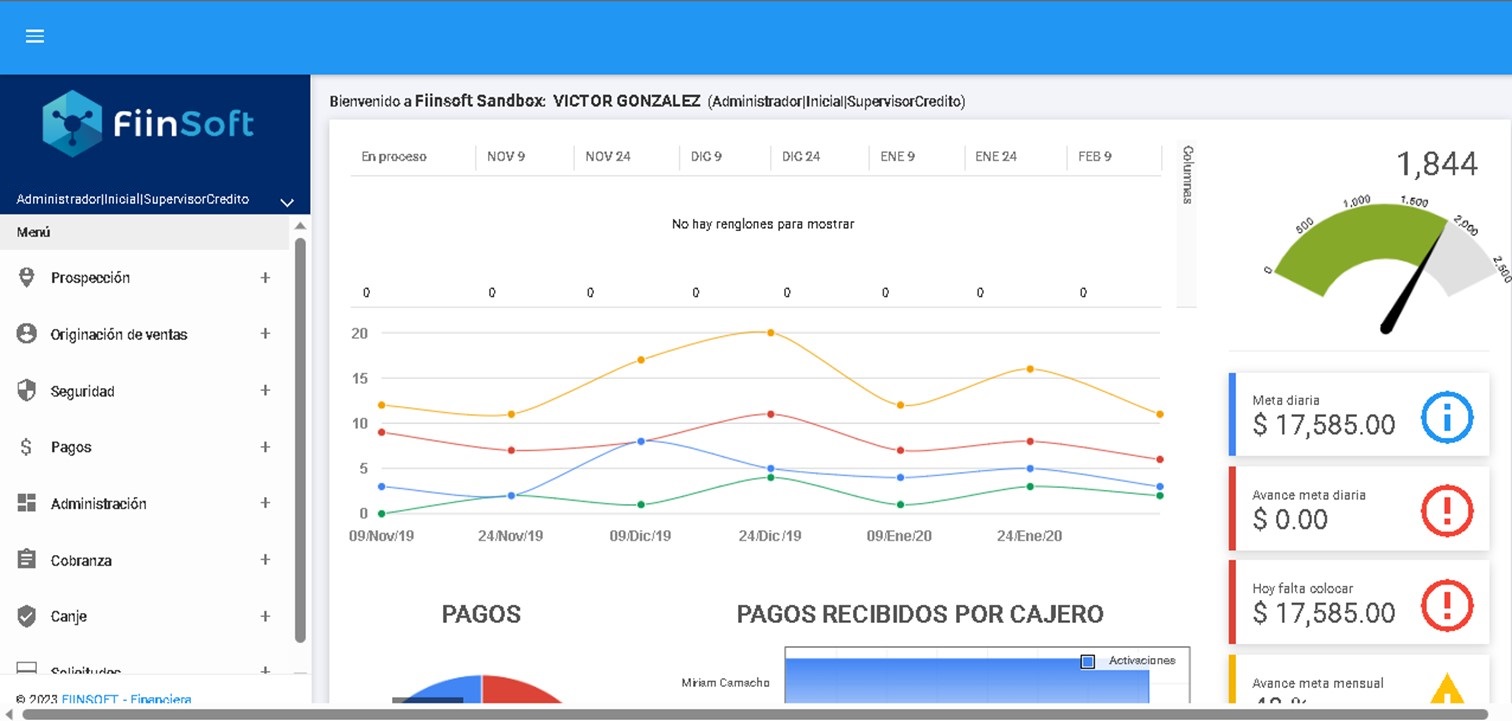 FiinSoft
Administrador|Inicial|SupervisorCredito
Menú
Prospección +
Originación de ventas +
Seguridad +
Pagos +
Administración +
Cobranza +
Canje +
Solicitudes +
© 2023 FIINSOFT - Financiera
Bienvenido a Fiinsoft Sandbox: VICTOR GONZALEZ (Administrador|Inicial|SupervisorCredito)
En proceso NOV 9 NOV 24 DIC 9 DIC 24 ENE 9 ENE 24 FEB 9
Columnas
No hay renglones para mostrar
0 0 0 0 0 0 0 0
20
15
10
5
0
09/Nov/19 24/Nov/19 09/Dic/19 24/Dic/19 09/Ene/20 24/Ene/20
PAGOS
PAGOS RECIBIDOS POR CAJERO
Activaciones
Miriam Camacho
1,844
0 500 1,000 1,500 2,000 2,500
Meta diaria
$ 17,585.00
Avance meta diaria
$ 0.00
Hoy falta colocar
$ 17,585.00
Avance meta mensual